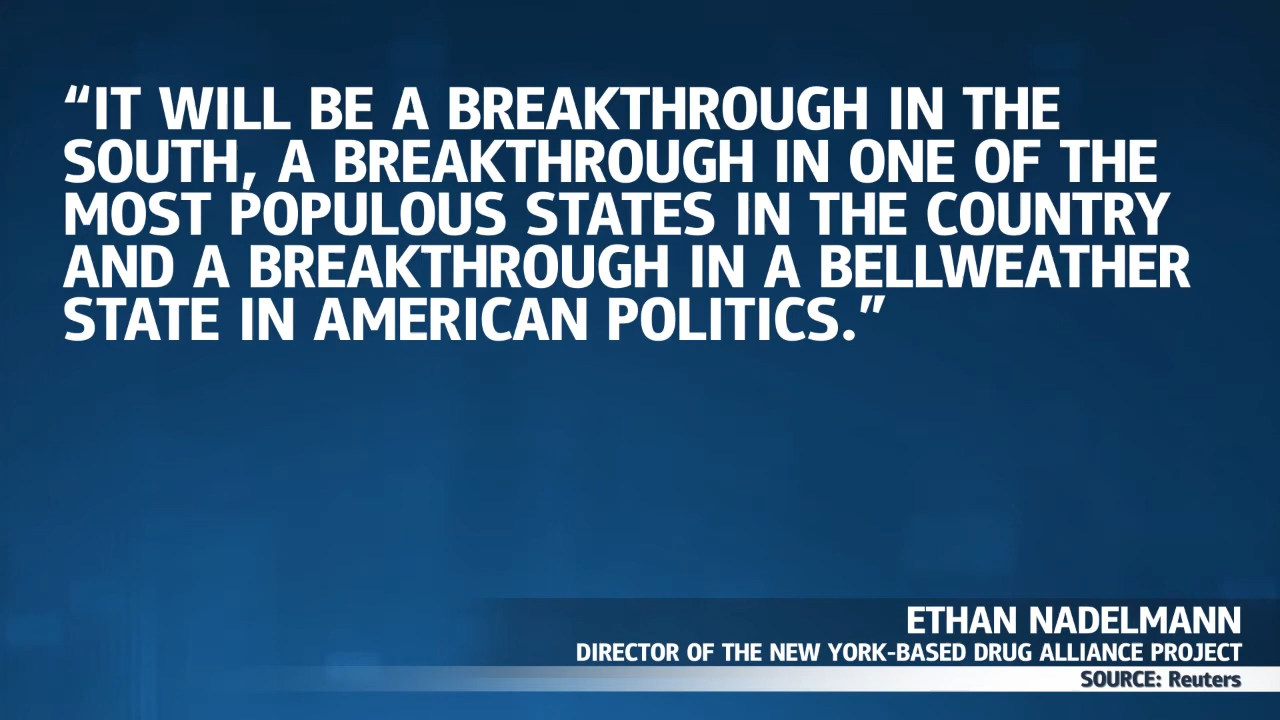 “IT WILL BE A BREAKTHROUGH IN THE
SOUTH, A BREAKTHROUGH IN ONE OF THE
MOST POPULOUS STATES IN THE COUNTRY
AND A BREAKTHROUGH IN A BELLWEATHER
STATE IN AMERICAN POLITICS.”
ETHAN NADELMANN
DIRECTOR OF THE NEW YORK-BASED DRUG ALLIANCE PROJECT
SOURCE: Reuters